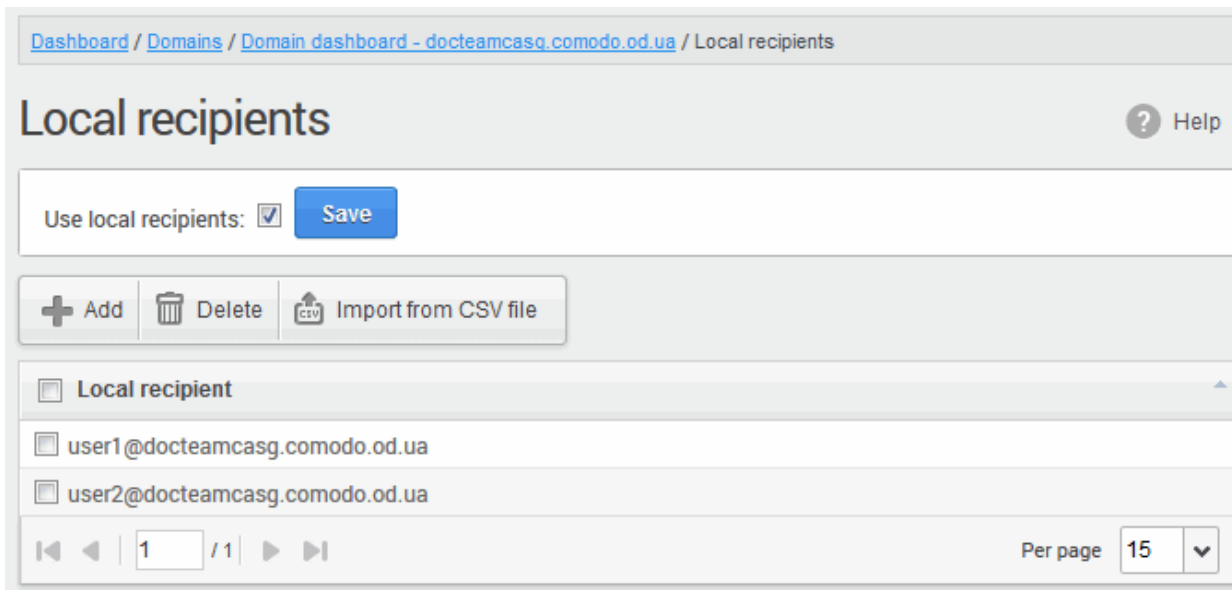 Dashboard / Domains / Domain dashboard - docteamcasg.comodo.od.ua / Local recipients
Local recipients
Help
Use local recipients: Save
Add Delete CSV Import from CSV file
Local recipient
user1@docteamcasg.comodo.od.ua
user2@docteamcasg.comodo.od.ua
1 / 1 Per page 15